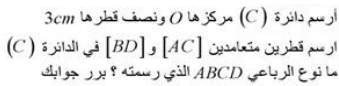 أرسم دائرة (C) مركزها O ونصف قطرها 3cm
ارسم قطرين متعامدين [AC] و [BD] في الدائرة (C)
ما نوع الرباعي ABCD الذي رسمته ؟ برر جوابك